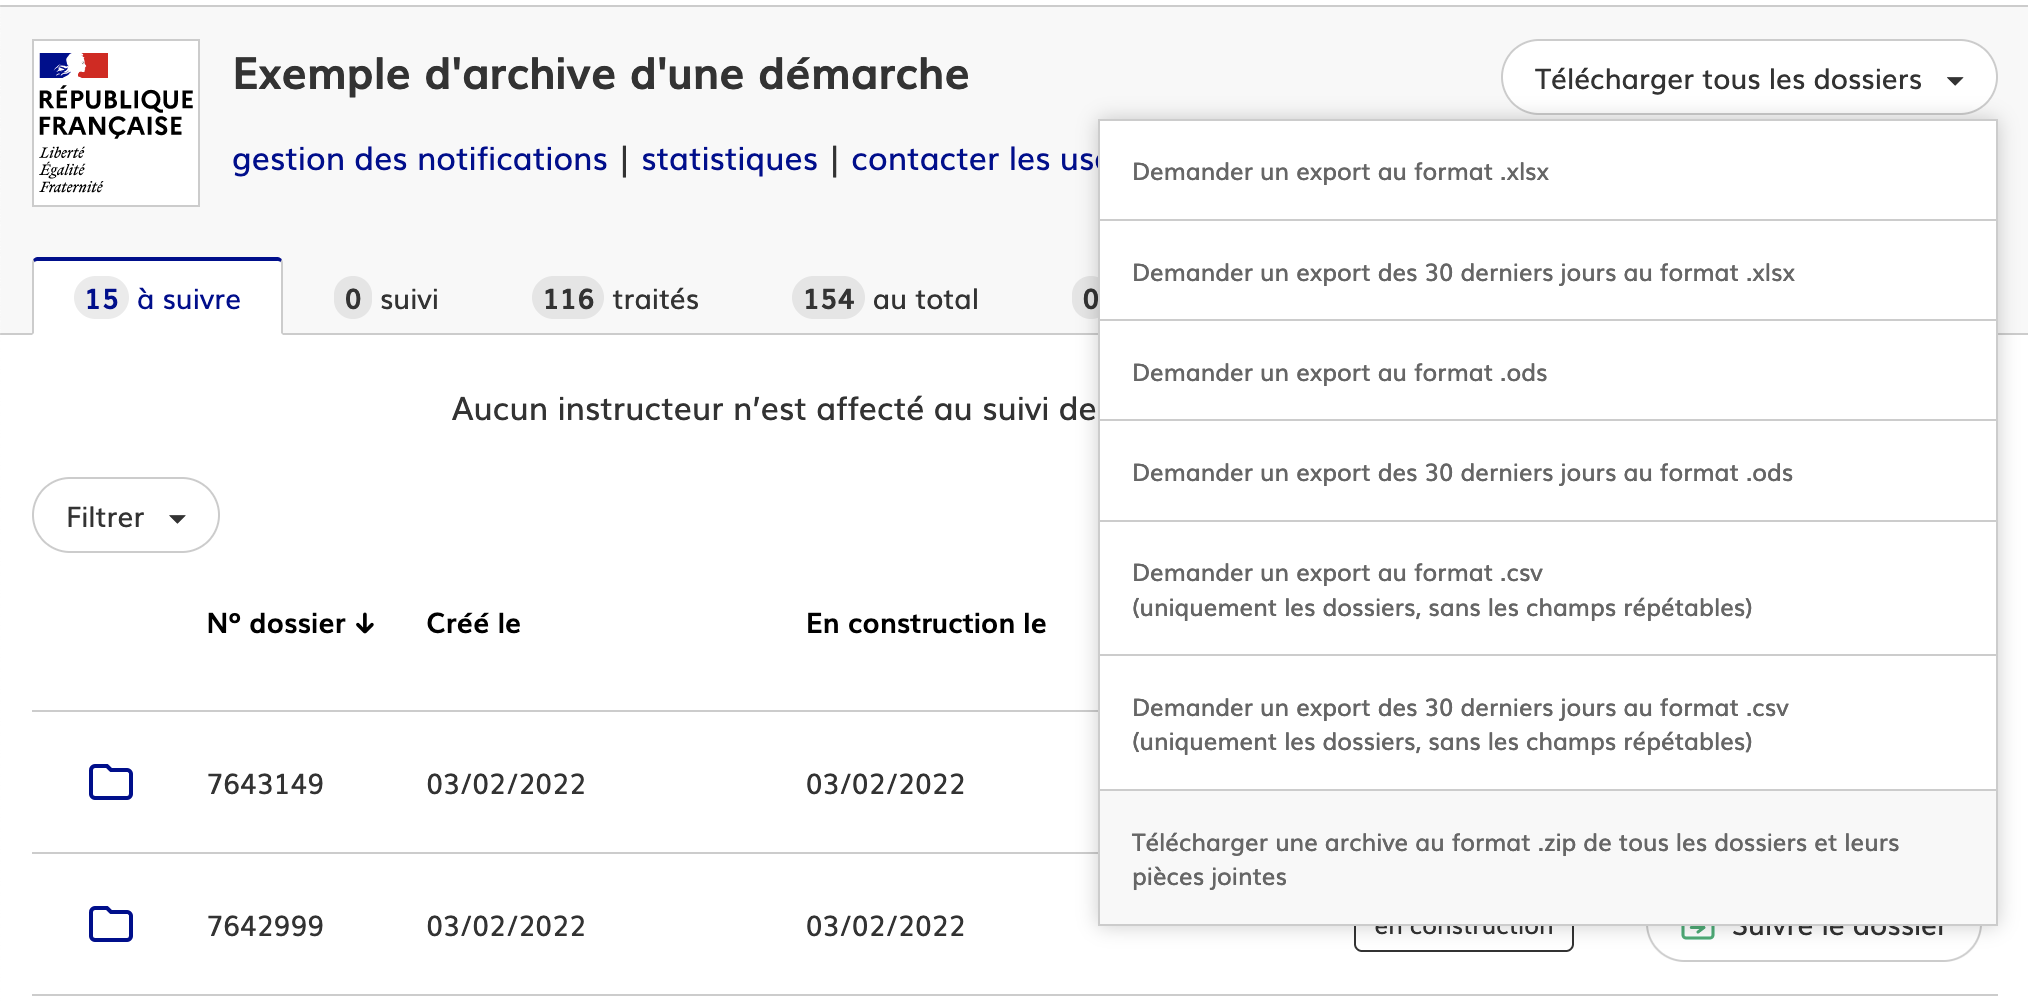 RÉPUBLIQUE
FRANÇAISE
Liberté
Égalité
Fraternité
Exemple d'archive d'une démarche
Télécharger tous les dossiers
gestion des notifications | statistiques | contacter les
15 à suivre
0 suivi
116 traités
154 au total
0
Aucun instructeur n’est affecté au suivi de
Filtrer
Demander un export au format .xlsx
Demander un export des 30 derniers jours au format .xlsx
Demander un export au format .ods
Demander un export des 30 derniers jours au format .ods
Demander un export au format .csv
(uniquement les dossiers, sans les champs répétables)
Demander un export des 30 derniers jours au format .csv
(uniquement les dossiers, sans les champs répétables)
Télécharger une archive au format .zip de tous les dossiers et leurs
pièces jointes
Nº dossier ↓ Créé le En construction le
7643149 03/02/2022 03/02/2022
7642999 03/02/2022 03/02/2022 en construction Suivre le dossier